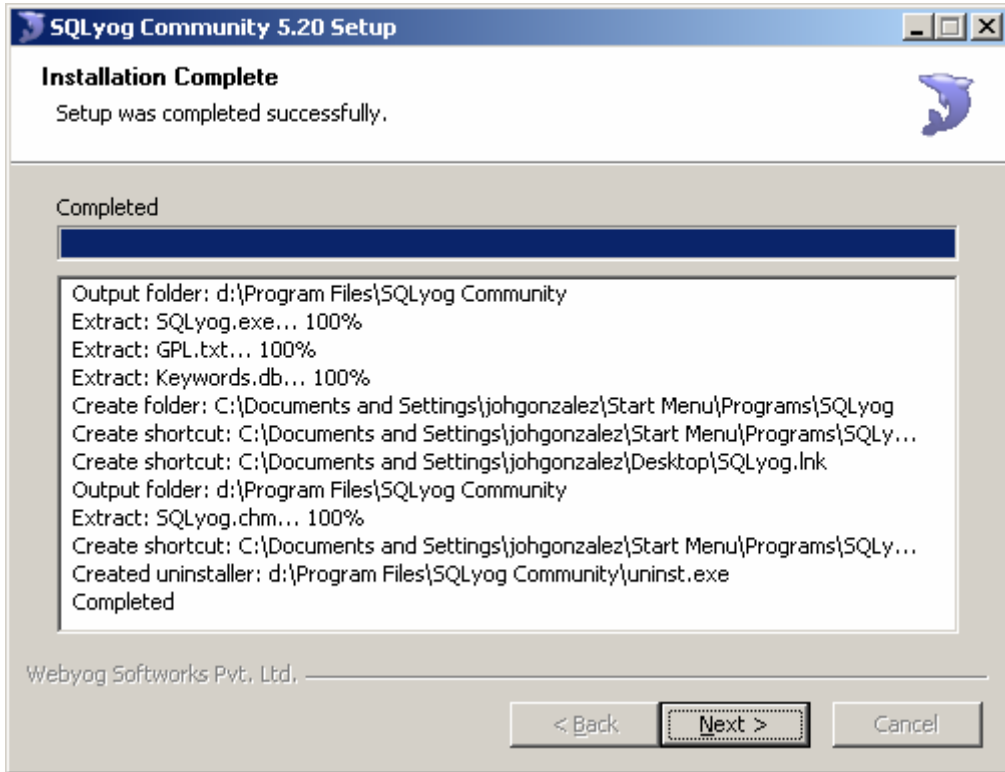 SQLyog Community 5.20 Setup
Installation Complete
Setup was completed successfully.
Completed
Output folder: d:\Program Files\SQLyog Community
Extract: SQLyog.exe... 100%
Extract: GPL.txt... 100%
Extract: Keywords.db... 100%
Create folder: C:\Documents and Settings\johgonzalez\Start Menu\Programs\SQLyog
Create shortcut: C:\Documents and Settings\johgonzalez\Start Menu\Programs\SQLy...
Create shortcut: C:\Documents and Settings\johgonzalez\Desktop\SQLyog.lnk
Output folder: d:\Program Files\SQLyog Community
Extract: SQLyog.chm... 100%
Create shortcut: C:\Documents and Settings\johgonzalez\Start Menu\Programs\SQLy...
Created uninstaller: d:\Program Files\SQLyog Community\uninst.exe
Completed
Webyog Softworks Pvt. Ltd.
< Back Next > Cancel